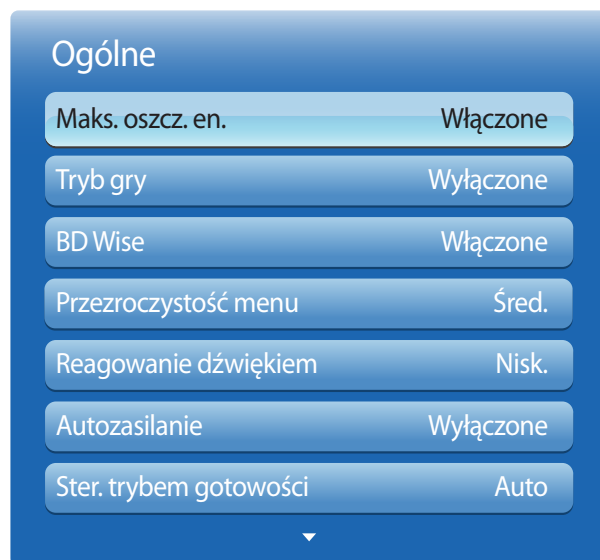 Ogólne
Maks. oszcz. en. Włączone
Tryb gry Wyłączone
BD Wise Włączone
Przezroczystość menu Śred.
Reagowanie dźwiękiem Nisk.
Autozasilanie Wyłączone
Ster. trybem gotowości Auto